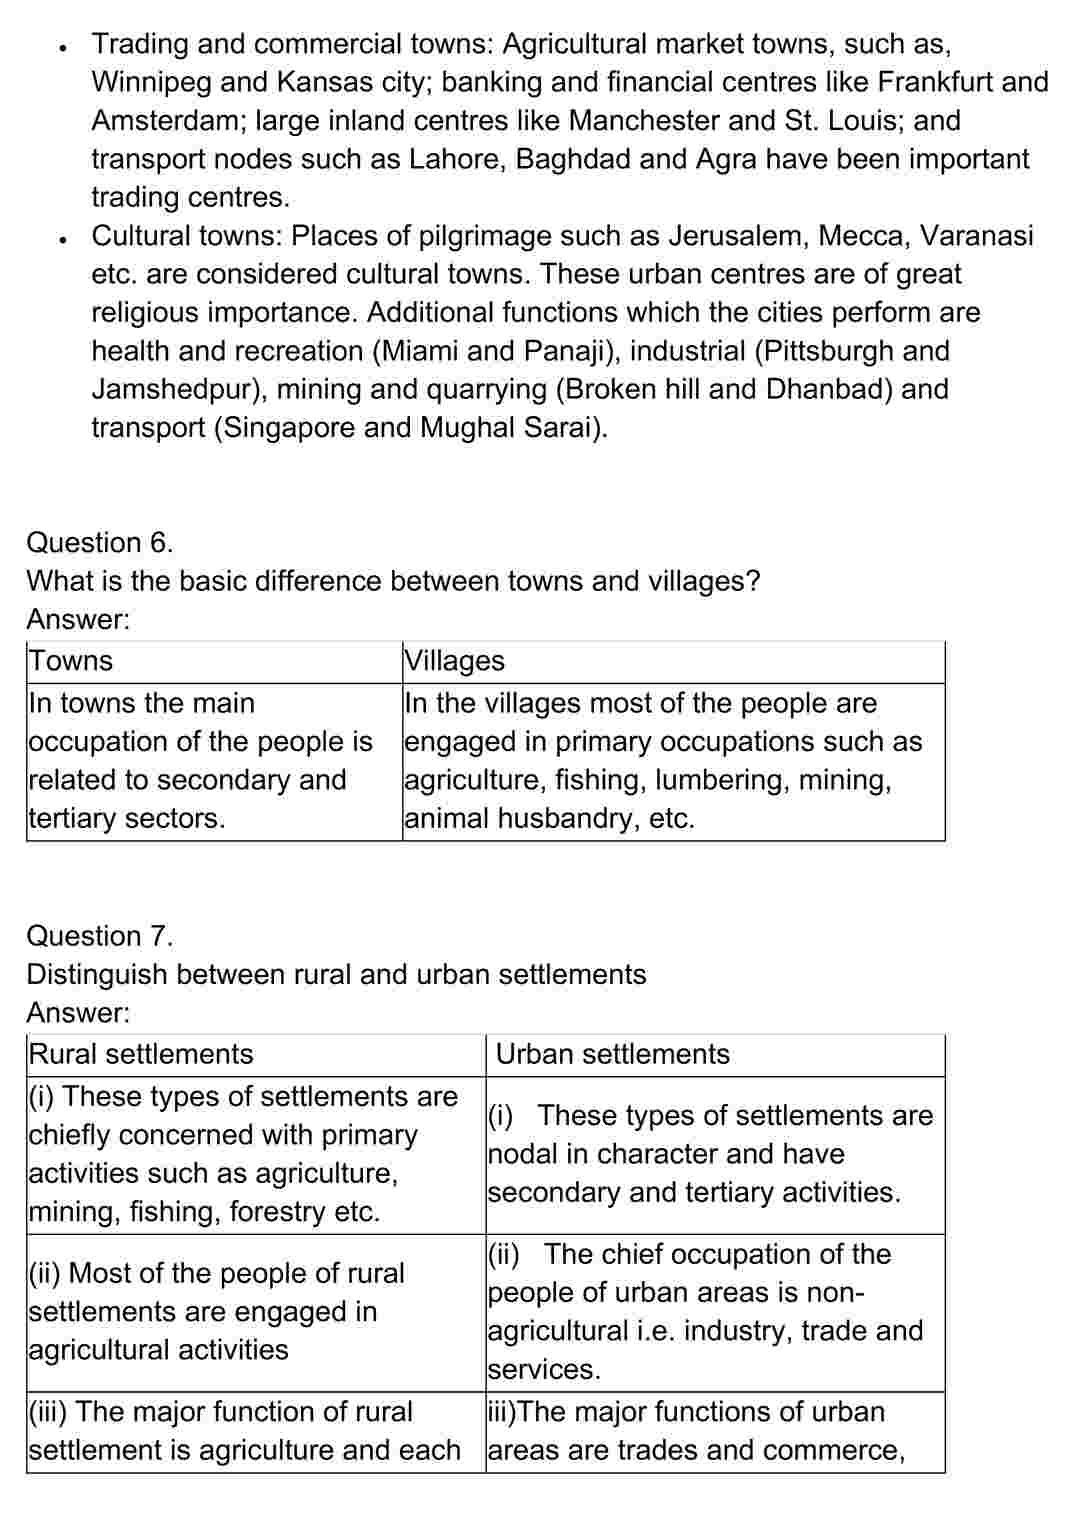 • Trading and commercial towns: Agricultural market towns, such as,
Winnipeg and Kansas city; banking and financial centres like Frankfurt and
Amsterdam; large inland centres like Manchester and St. Louis; and
transport nodes such as Lahore, Baghdad and Agra have been important
trading centres.
• Cultural towns: Places of pilgrimage such as Jerusalem, Mecca, Varanasi
etc. are considered cultural towns. These urban centres are of great
religious importance. Additional functions which the cities perform are
health and recreation (Miami and Panaji), industrial (Pittsburgh and
Jamshedpur), mining and quarrying (Broken hill and Dhanbad) and
transport (Singapore and Mughal Sarai).
Question 6.
What is the basic difference between towns and villages?
Answer:
Towns
Villages
In towns the main
occupation of the people is
related to secondary and
tertiary sectors.
In the villages most of the people are
engaged in primary occupations such as
agriculture, fishing, lumbering, mining,
animal husbandry, etc.
Question 7.
Distinguish between rural and urban settlements
Answer:
Rural settlements
Urban settlements
(i) These types of settlements are
chiefly concerned with primary
activities such as agriculture,
mining, fishing, forestry etc.
(i) These types of settlements are
nodal in character and have
secondary and tertiary activities.
(ii) Most of the people of rural
settlements are engaged in
agricultural activities
(ii) The chief occupation of the
people of urban areas is non-
agricultural i.e. industry, trade and
services.
(iii) The major function of rural
settlement is agriculture and each
iii)The major functions of urban
areas are trades and commerce,